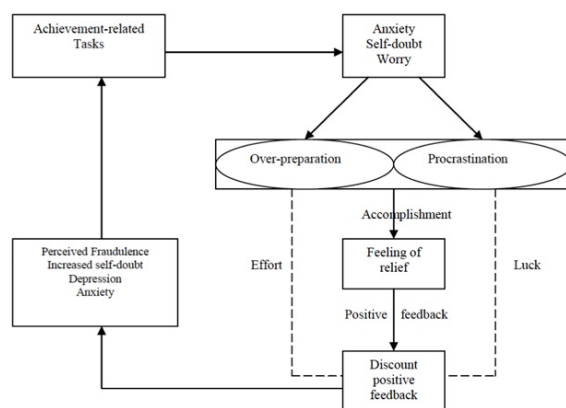 Achievement-related
Tasks
Anxiety
Self-doubt
Worry
Over-preparation
Procrastination
Accomplishment
Perceived Fraudulence
Increased self-doubt
Depression
Anxiety
Effort
Feeling of
relief
Luck
Positive feedback
Discount
positive
feedback